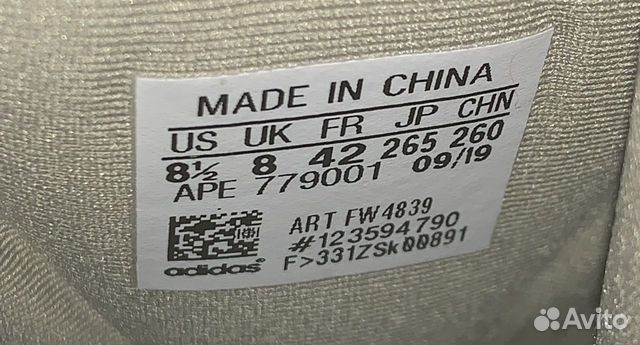 MADE IN CHINA
US UK FR JP CHN
8½ 8 42 265 260
APE 779001 09/19
ART FW4839
#123594790
F>331ZSk00891
adidas
Avito